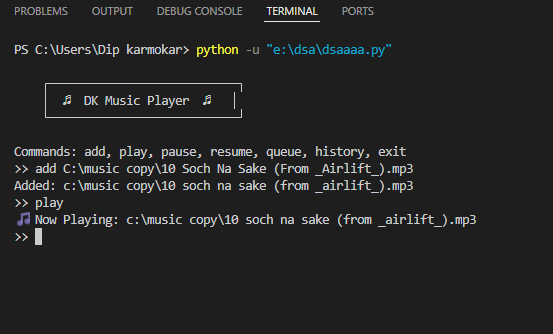 PROBLEMS OUTPUT DEBUG CONSOLE TERMINAL PORTS
PS C:\Users\Dip karmokar> python -u "e:\dsa\dsaaaa.py"
♫ DK Music Player ♫
Commands: add, play, pause, resume, queue, history, exit
>> add C:\music copy\10 Soch Na Sake (From _Airlift_).mp3
Added: c:\music copy\10 soch na sake (from _airlift_).mp3
>> play
🎵 Now Playing: c:\music copy\10 soch na sake (from _airlift_).mp3
>>